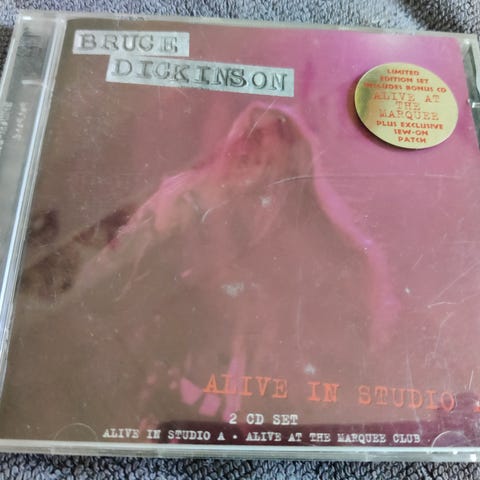 BRUCE
DICKINSON
LIMITED
EDITION SET
INCLUDES BONUS CD
ALIVE AT
THE
MARQUEE
PLUS EXCLUSIVE
SEW-ON
PATCH
ALIVE IN STUDIO
2 CD SET
ALIVE IN STUDIO A • ALIVE AT THE MARQUEE CLUB